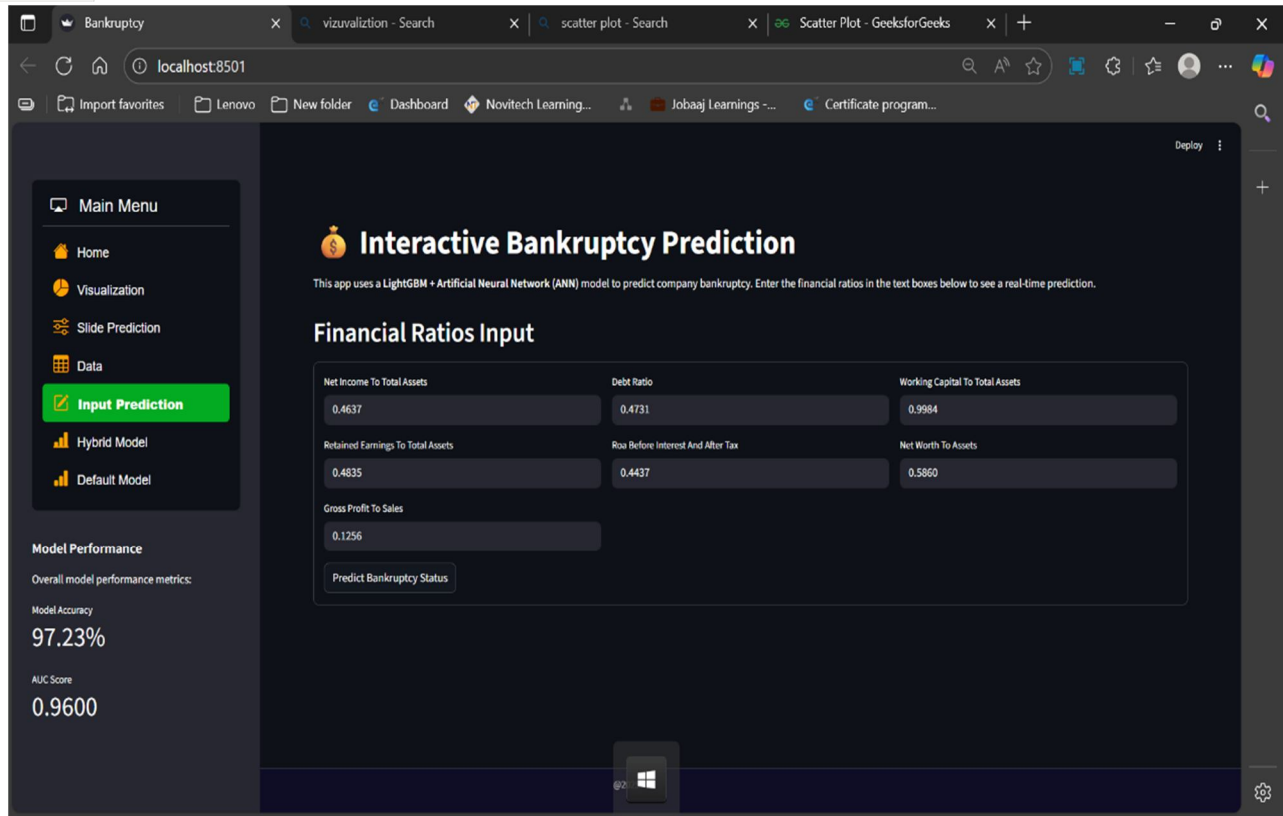 Bankruptcy
vizuvaliztion - Search
scatter plot - Search
Scatter Plot - GeeksforGeeks
localhost:8501
Import favorites
Lenovo
New folder
Dashboard
Novitech Learning...
Jobaaj Learnings -...
Certificate program...
Deploy
Main Menu
Home
Visualization
Slide Prediction
Data
Input Prediction
Hybrid Model
Default Model
Model Performance
Overall model performance metrics:
Model Accuracy
97.23%
AUC Score
0.9600
Interactive Bankruptcy Prediction
This app uses a LightGBM + Artificial Neural Network (ANN) model to predict company bankruptcy. Enter the financial ratios in the text boxes below to see a real-time prediction.
Financial Ratios Input
Net Income To Total Assets
Debt Ratio
Working Capital To Total Assets
0.4637
0.4731
0.9984
Retained Earnings To Total Assets
Roa Before Interest And After Tax
Net Worth To Assets
0.4835
0.4437
0.5860
Gross Profit To Sales
0.1256
Predict Bankruptcy Status